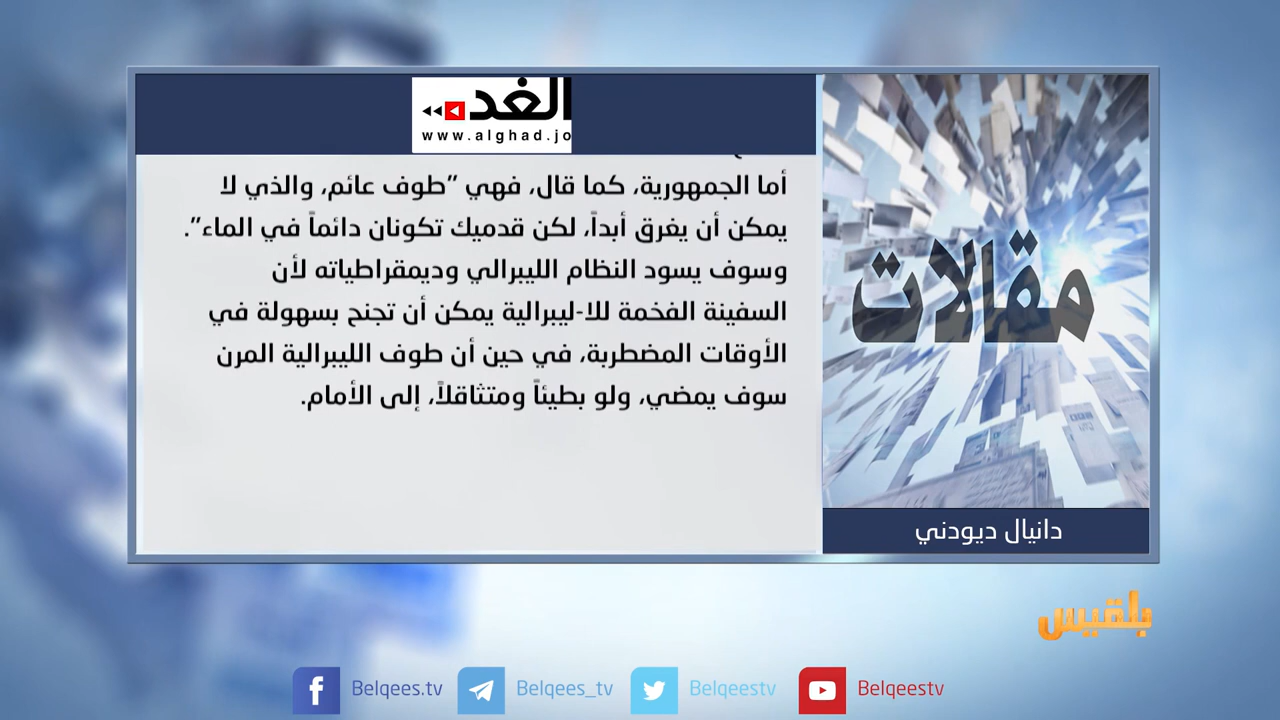 الغد
www.alghad.jo
أما الجمهورية، كما قال، فهي "طوف عائم، والذي لا
يمكن أن يغرق أبداً، لكن قدميك تكونان دائماً في الماء".
وسوف يسود النظام الليبرالي وديمقراطياته لأن
السفينة الفخمة للا-ليبرالية يمكن أن تجنح بسهولة في
الأوقات المضطربة، في حين أن طوف الليبرالية المرن
سوف يمضي، ولو بطيئاً ومتثاقلاً، إلى الأمام.
مقالات
دانيال ديودني
بلقيس
Belqees.tv
Belqees_tv
Belqeestv
Belqeestv